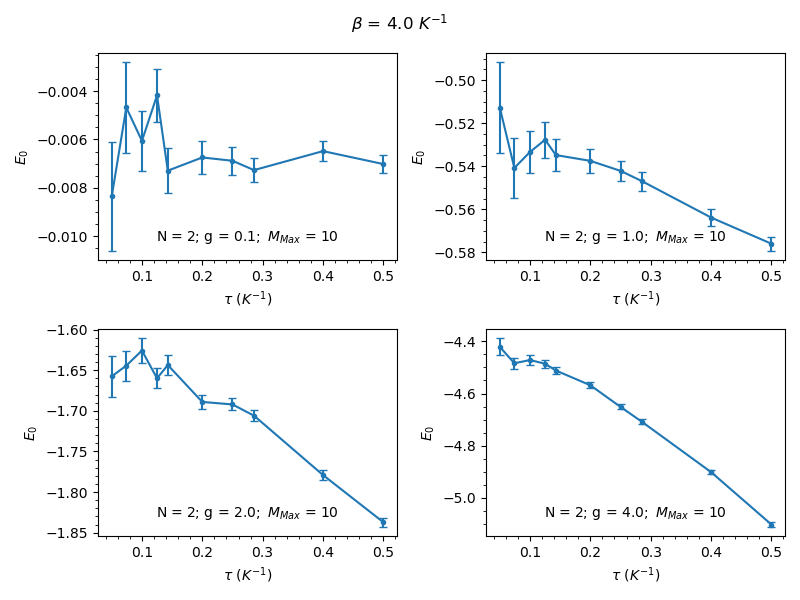 β = 4.0 K⁻¹
E₀
−0.004
−0.006
−0.008
−0.010
N = 2; g = 0.1; M_Max = 10
0.1 0.2 0.3 0.4 0.5
τ (K⁻¹)
E₀
−0.50
−0.52
−0.54
−0.56
−0.58
N = 2; g = 1.0; M_Max = 10
0.1 0.2 0.3 0.4 0.5
τ (K⁻¹)
E₀
−1.60
−1.65
−1.70
−1.75
−1.80
−1.85
N = 2; g = 2.0; M_Max = 10
0.1 0.2 0.3 0.4 0.5
τ (K⁻¹)
E₀
−4.4
−4.6
−4.8
−5.0
N = 2; g = 4.0; M_Max = 10
0.1 0.2 0.3 0.4 0.5
τ (K⁻¹)